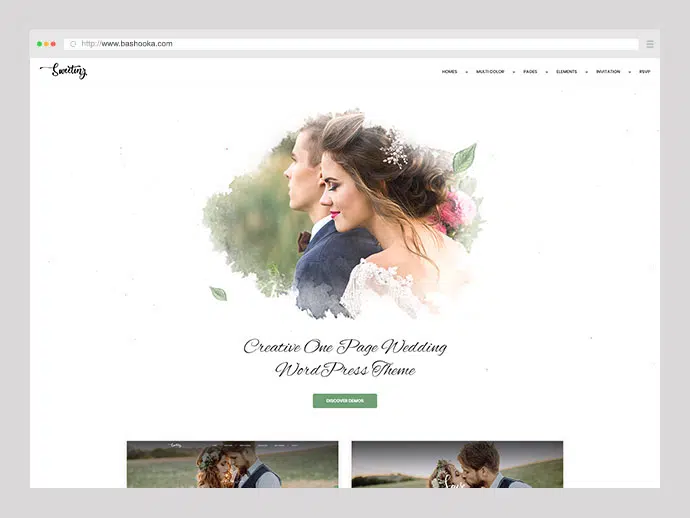 http://www.bashooka.com
Sweetinz
HOMES MULTI COLOR PAGES ELEMENTS INVITATION RSVP
Creative One Page Wedding
WordPress Theme
DISCOVER DEMOS